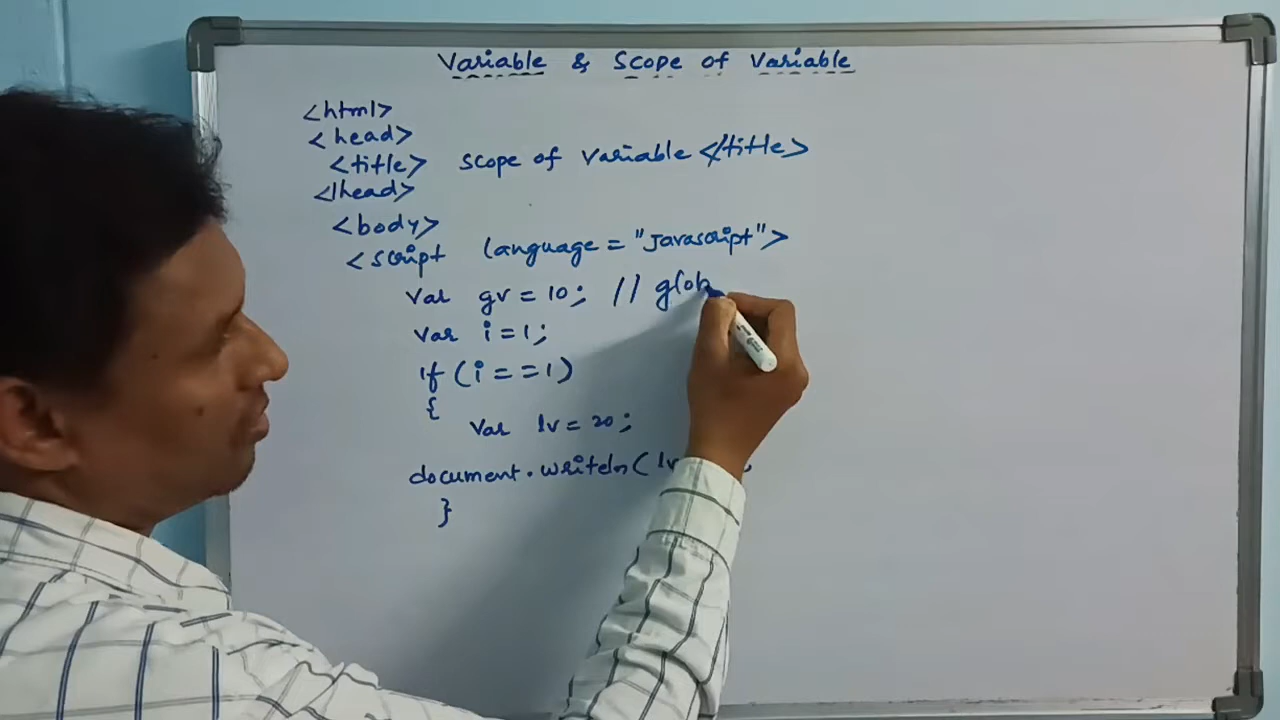 Variable & Scope of Variable
<html>
<head>
<title> scope of variable </title>
</head>
<body>
<script language = "Javascript">
Var gv = 10; // glob
Var i = 1;
if (i == 1)
{
Var lv = 20;
document.writeln( lv
}